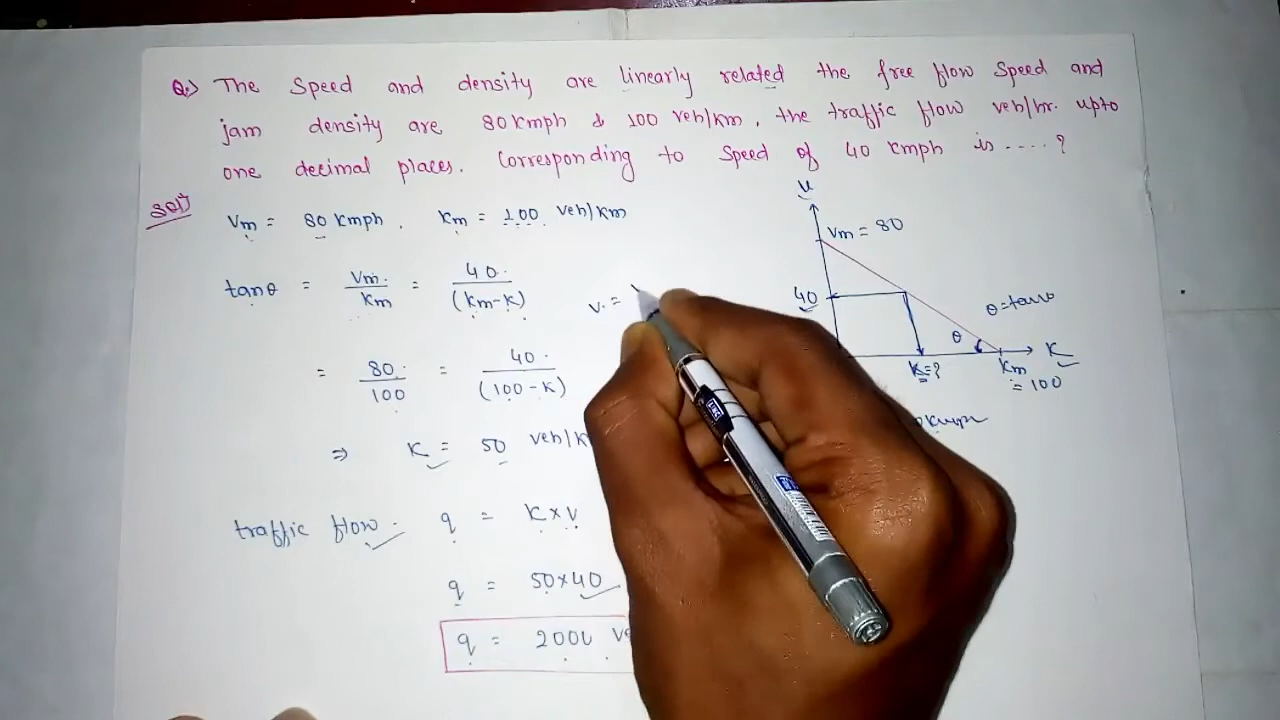 Q.> The Speed and density are linearly related the free flow Speed and
jam density are 80 Kmph & 100 veh/km, the traffic flow veh/hr. upto
one decimal places. Corresponding to Speed of 40 Kmph is ....?
Sol)
Vm = 80 Kmph. Km = 100 veh/km
tanθ = Vm/Km = 40/(Km-K)
V. =
= 80/100 = 40/(100-K)
⇒ K = 50 veh/K
traffic flow. q = K×V
q = 50×40
q = 2000
Vm = 80
40
θ
K
K=?
Km
= 100